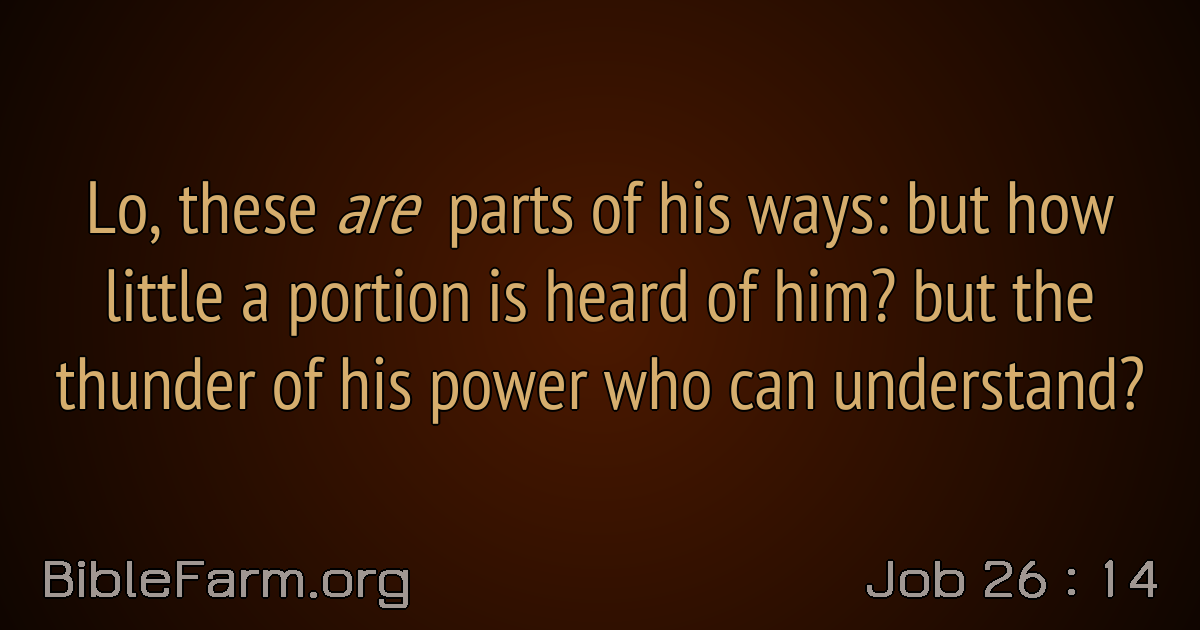 Lo, these are parts of his ways: but how
little a portion is heard of him? but the
thunder of his power who can understand?
BibleFarm.org
Job 26 : 14